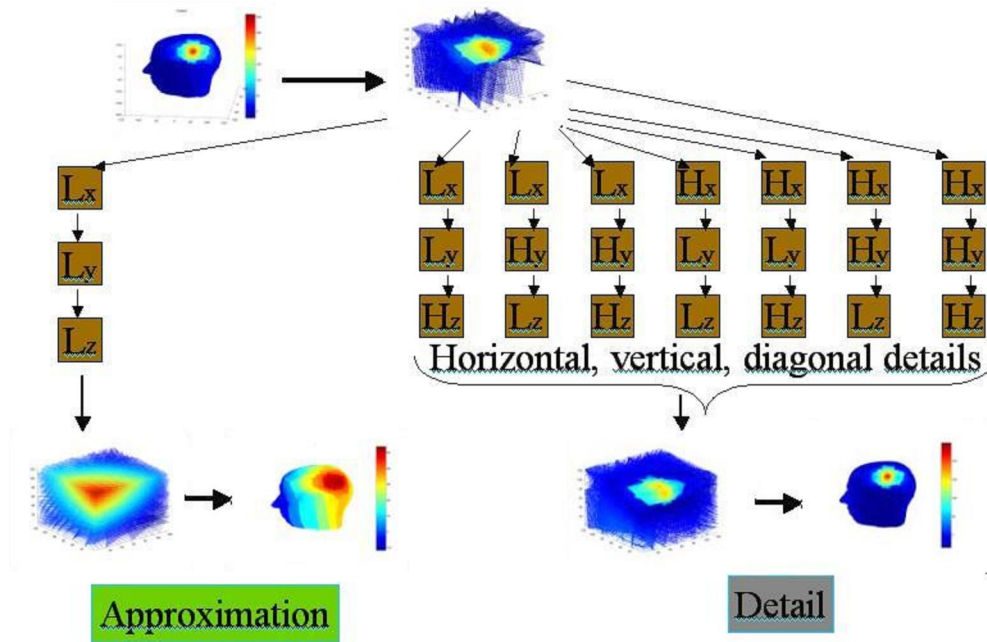 Lx
Lx Lx Lx Hx Hx Hx Hx
Ly
Ly Hy Hy Ly Ly Hy Hy
Lz
Hz Lz Hz Lz Hz Lz Hz
Horizontal, vertical, diagonal details
Approximation
Detail